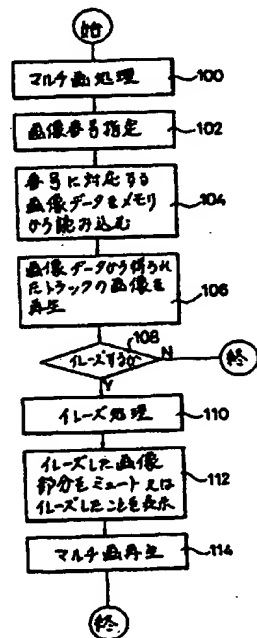 始
マルチ画処理
100
画像番号指定
102
番号に対応する
画像データをメモリ
から読み込む
104
画像データから得られ
たトラックの画像を
再生
106
108
イレーズするか
N
終
Y
イレーズ処理
110
イレーズした画像
部分をミュート又は
イレーズしたことを表示
112
マルチ画再生
114
終